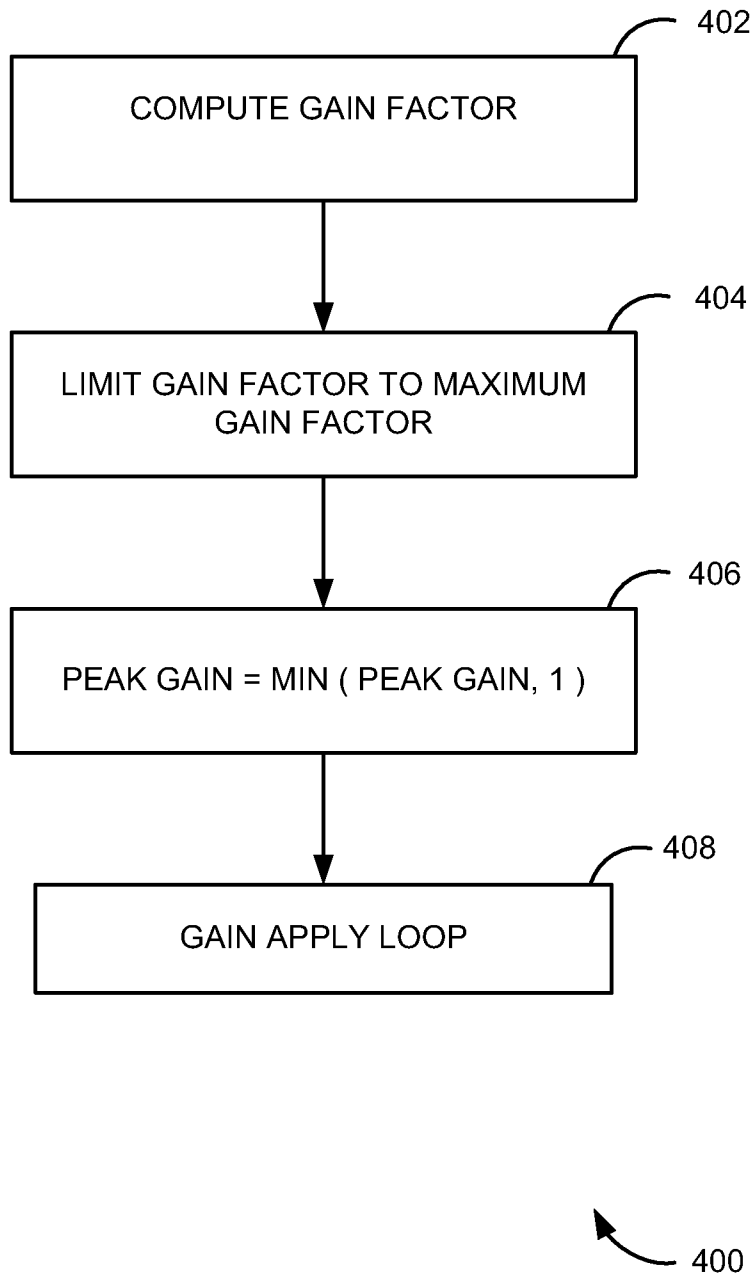 402
COMPUTE GAIN FACTOR
404
LIMIT GAIN FACTOR TO MAXIMUM
GAIN FACTOR
406
PEAK GAIN = MIN ( PEAK GAIN, 1 )
408
GAIN APPLY LOOP
400